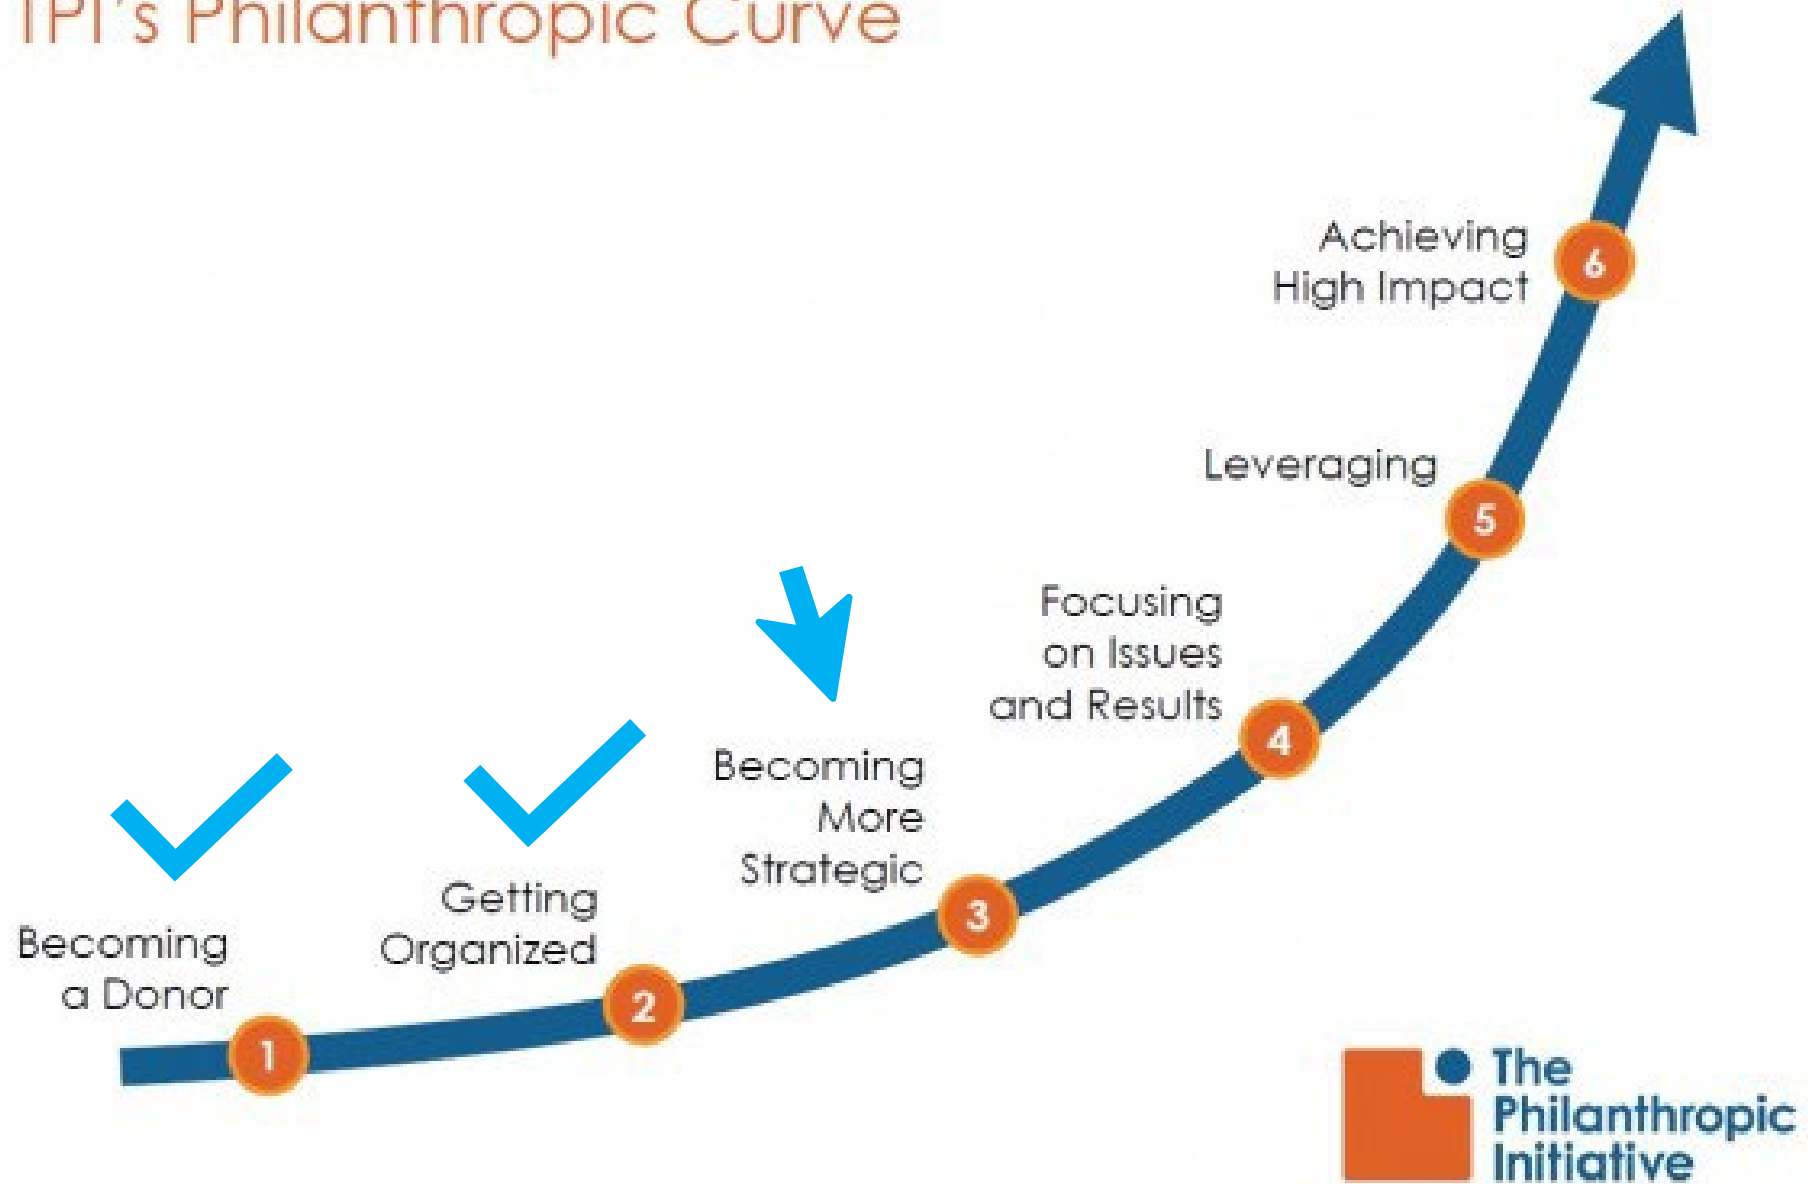 TPI's Philanthropic Curve
Achieving
High Impact
6
Leveraging
5
Focusing
on Issues
and Results
4
Becoming
More
Strategic
3
Getting
Organized
2
Becoming
a Donor
1
The
Philanthropic
Initiative